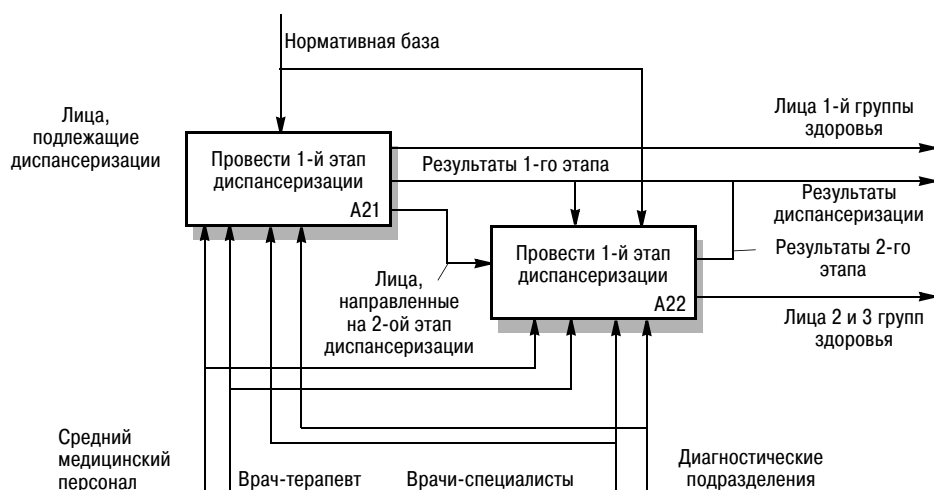 Нормативная база
Лица,
подлежащие
диспансеризации
Лица 1-й группы
здоровья
Провести 1-й этап
диспансеризации
А21
Результаты 1-го этапа
Результаты
диспансеризации
Провести 1-й этап
диспансеризации
А22
Результаты 2-го
этапа
Лица,
направленные
на 2-ой этап
диспансеризации
Лица 2 и 3 групп
здоровья
Средний
медицинский
персонал
Врач-терапевт
Врачи-специалисты
Диагностические
подразделения